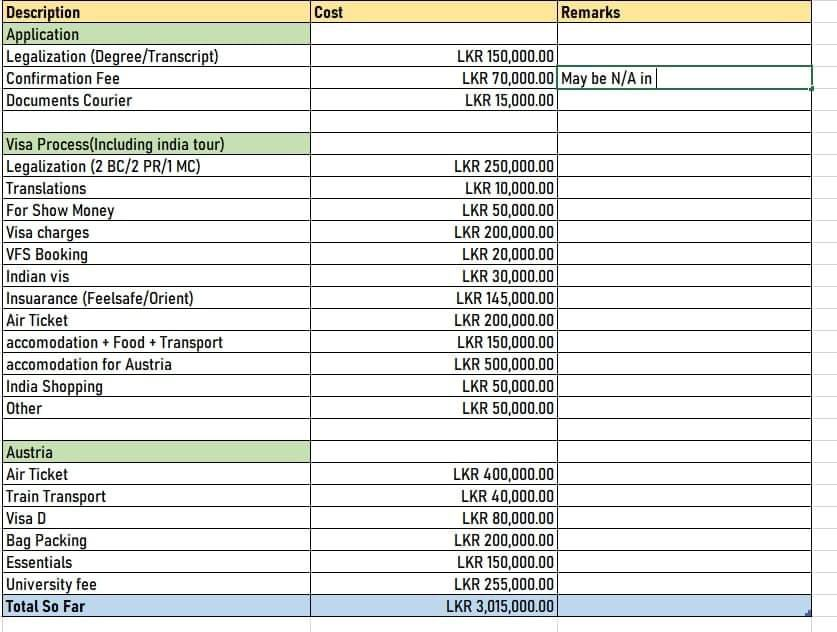 Description Cost Remarks
Application
Legalization (Degree/Transcript) LKR 150,000.00
Confirmation Fee LKR 70,000.00 May be N/A in
Documents Courier LKR 15,000.00
Visa Process(Including india tour)
Legalization (2 BC/2 PR/1 MC) LKR 250,000.00
Translations LKR 10,000.00
For Show Money LKR 50,000.00
Visa charges LKR 200,000.00
VFS Booking LKR 20,000.00
Indian vis LKR 30,000.00
Insuarance (Feelsafe/Orient) LKR 145,000.00
Air Ticket LKR 200,000.00
accomodation + Food + Transport LKR 150,000.00
accomodation for Austria LKR 500,000.00
India Shopping LKR 50,000.00
Other LKR 50,000.00
Austria
Air Ticket LKR 400,000.00
Train Transport LKR 40,000.00
Visa D LKR 80,000.00
Bag Packing LKR 200,000.00
Essentials LKR 150,000.00
University fee LKR 255,000.00
Total So Far LKR 3,015,000.00